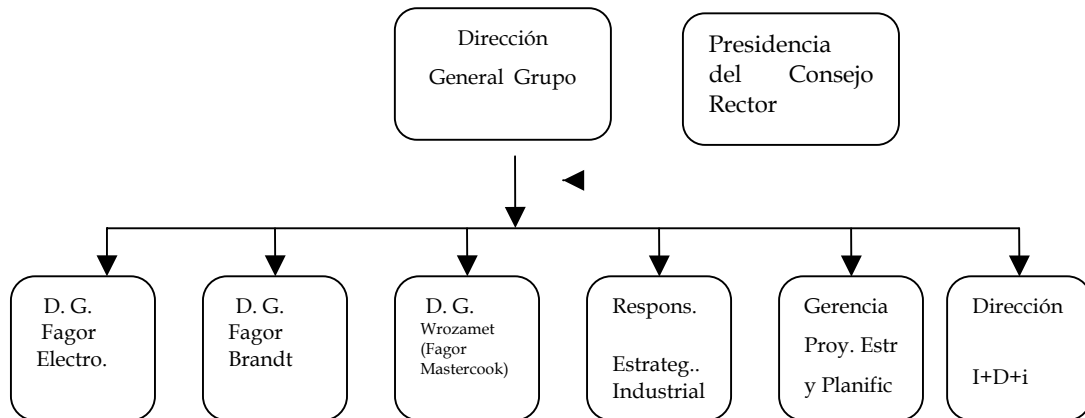 Dirección
General Grupo
Presidencia
del Consejo
Rector
D. G.
Fagor
Electro.
D. G.
Fagor
Brandt
D. G.
Wrozamet
(Fagor
Mastercook)
Respons.
Estrateg..
Industrial
Gerencia
Proy. Estr
y Planific
Dirección
I+D+i